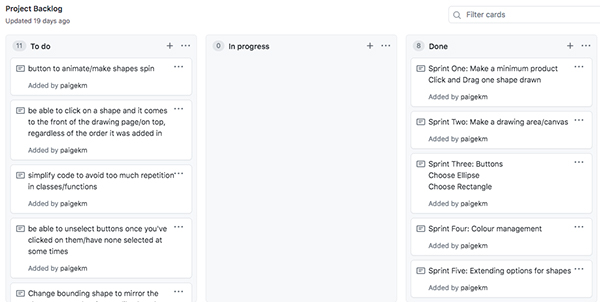 Project Backlog
Updated 19 days ago
Filter cards
11 To do
button to animate/make shapes spin
Added by paigekm
be able to click on a shape and it comes
to the front of the drawing page/on top,
regardless of the order it was added in
Added by paigekm
simplify code to avoid too much repetition
in classes/functions
Added by paigekm
be able to unselect buttons once you've
clicked on them/have none selected at
some times
Added by paigekm
Change bounding shape to mirror the
0 In progress
8 Done
Sprint One: Make a minimum product
Click and Drag one shape drawn
Added by paigekm
Sprint Two: Make a drawing area/canvas
Added by paigekm
Sprint Three: Buttons
Choose Ellipse
Choose Rectangle
Added by paigekm
Sprint Four: Colour management
Added by paigekm
Sprint Five: Extending options for shapes
Added by paigekm